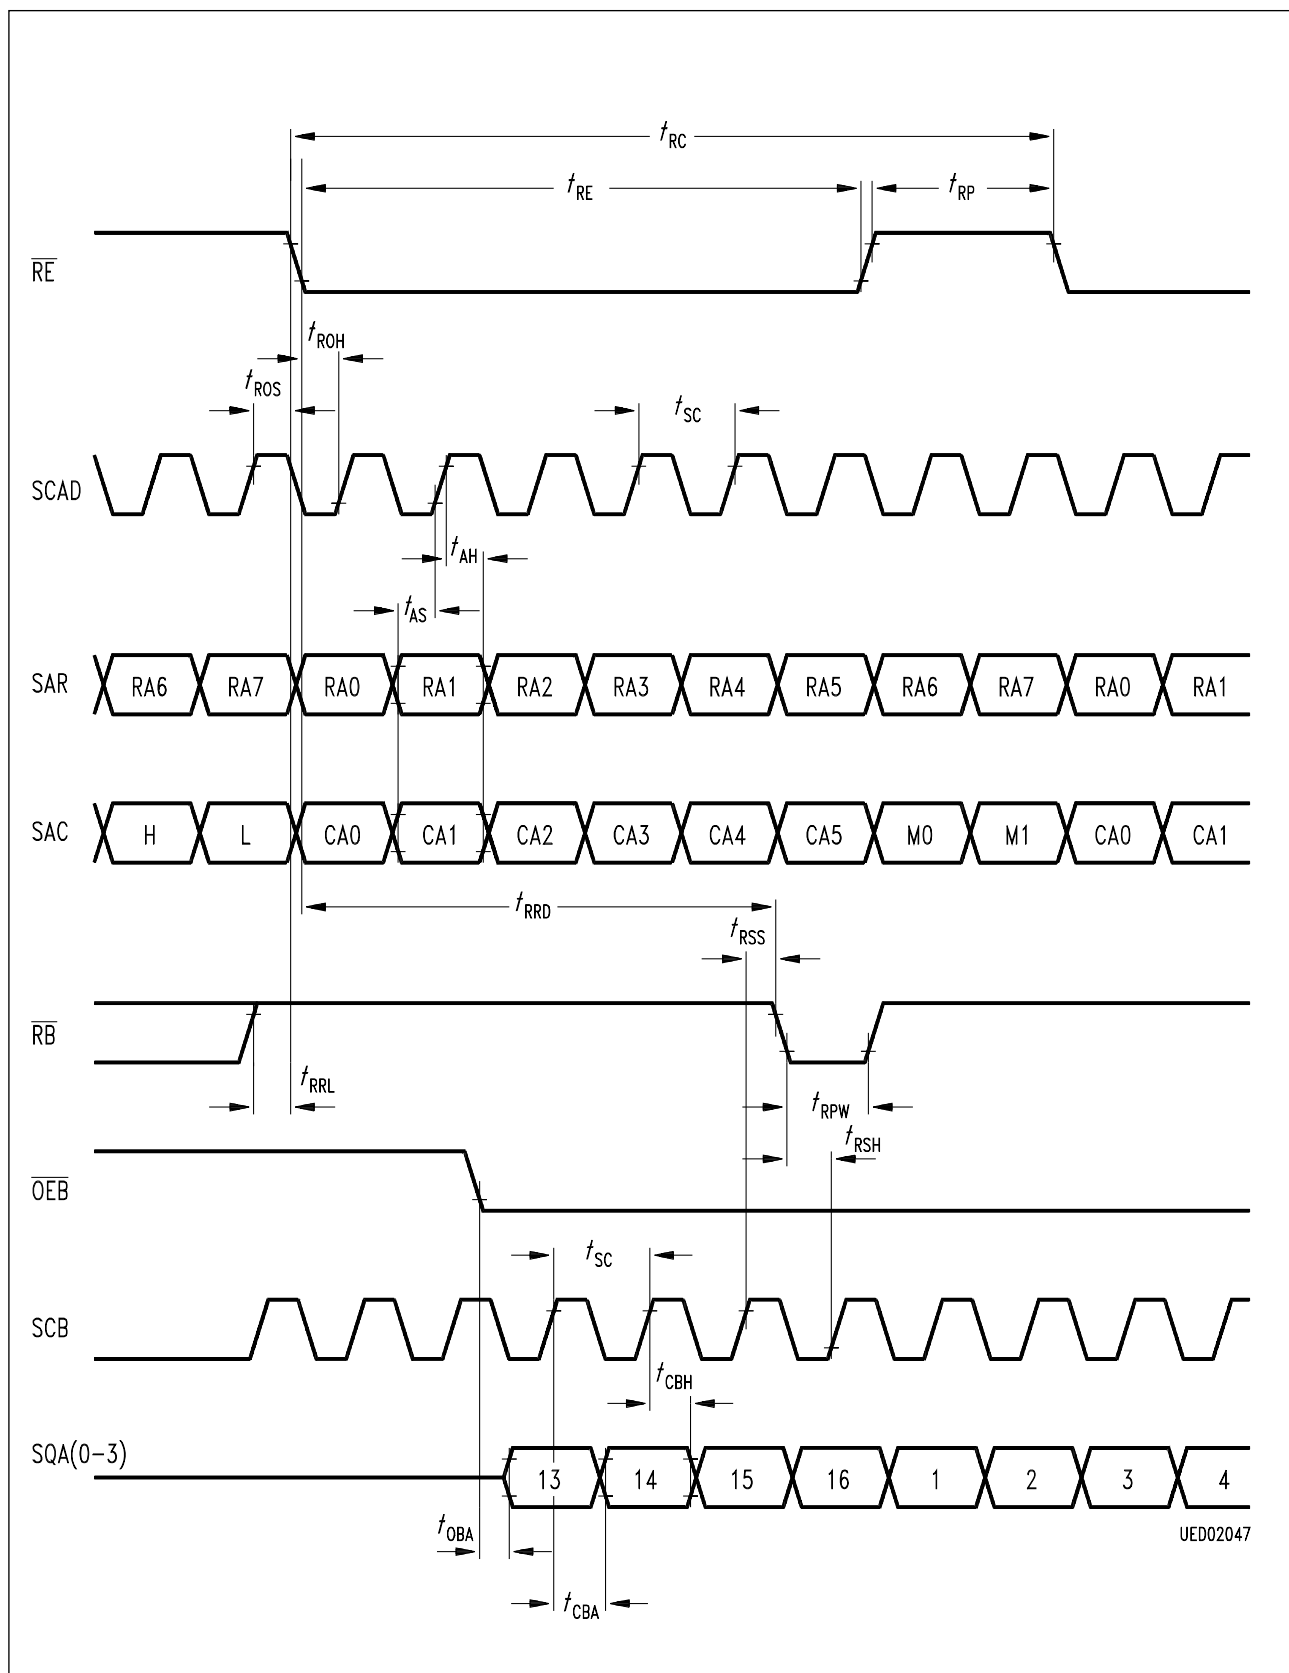 tRC
tRE tRP
RE
tROH
tROS tSC
SCAD
tAH
tAS
SAR RA6 RA7 RA0 RA1 RA2 RA3 RA4 RA5 RA6 RA7 RA0 RA1
SAC H L CA0 CA1 CA2 CA3 CA4 CA5 M0 M1 CA0 CA1
tRRD
tRSS
RB
tRRL tRPW
tRSH
OEB
tSC
SCB
tCBH
SQA(0-3) 13 14 15 16 1 2 3 4
tOBA UED02047
tCBA